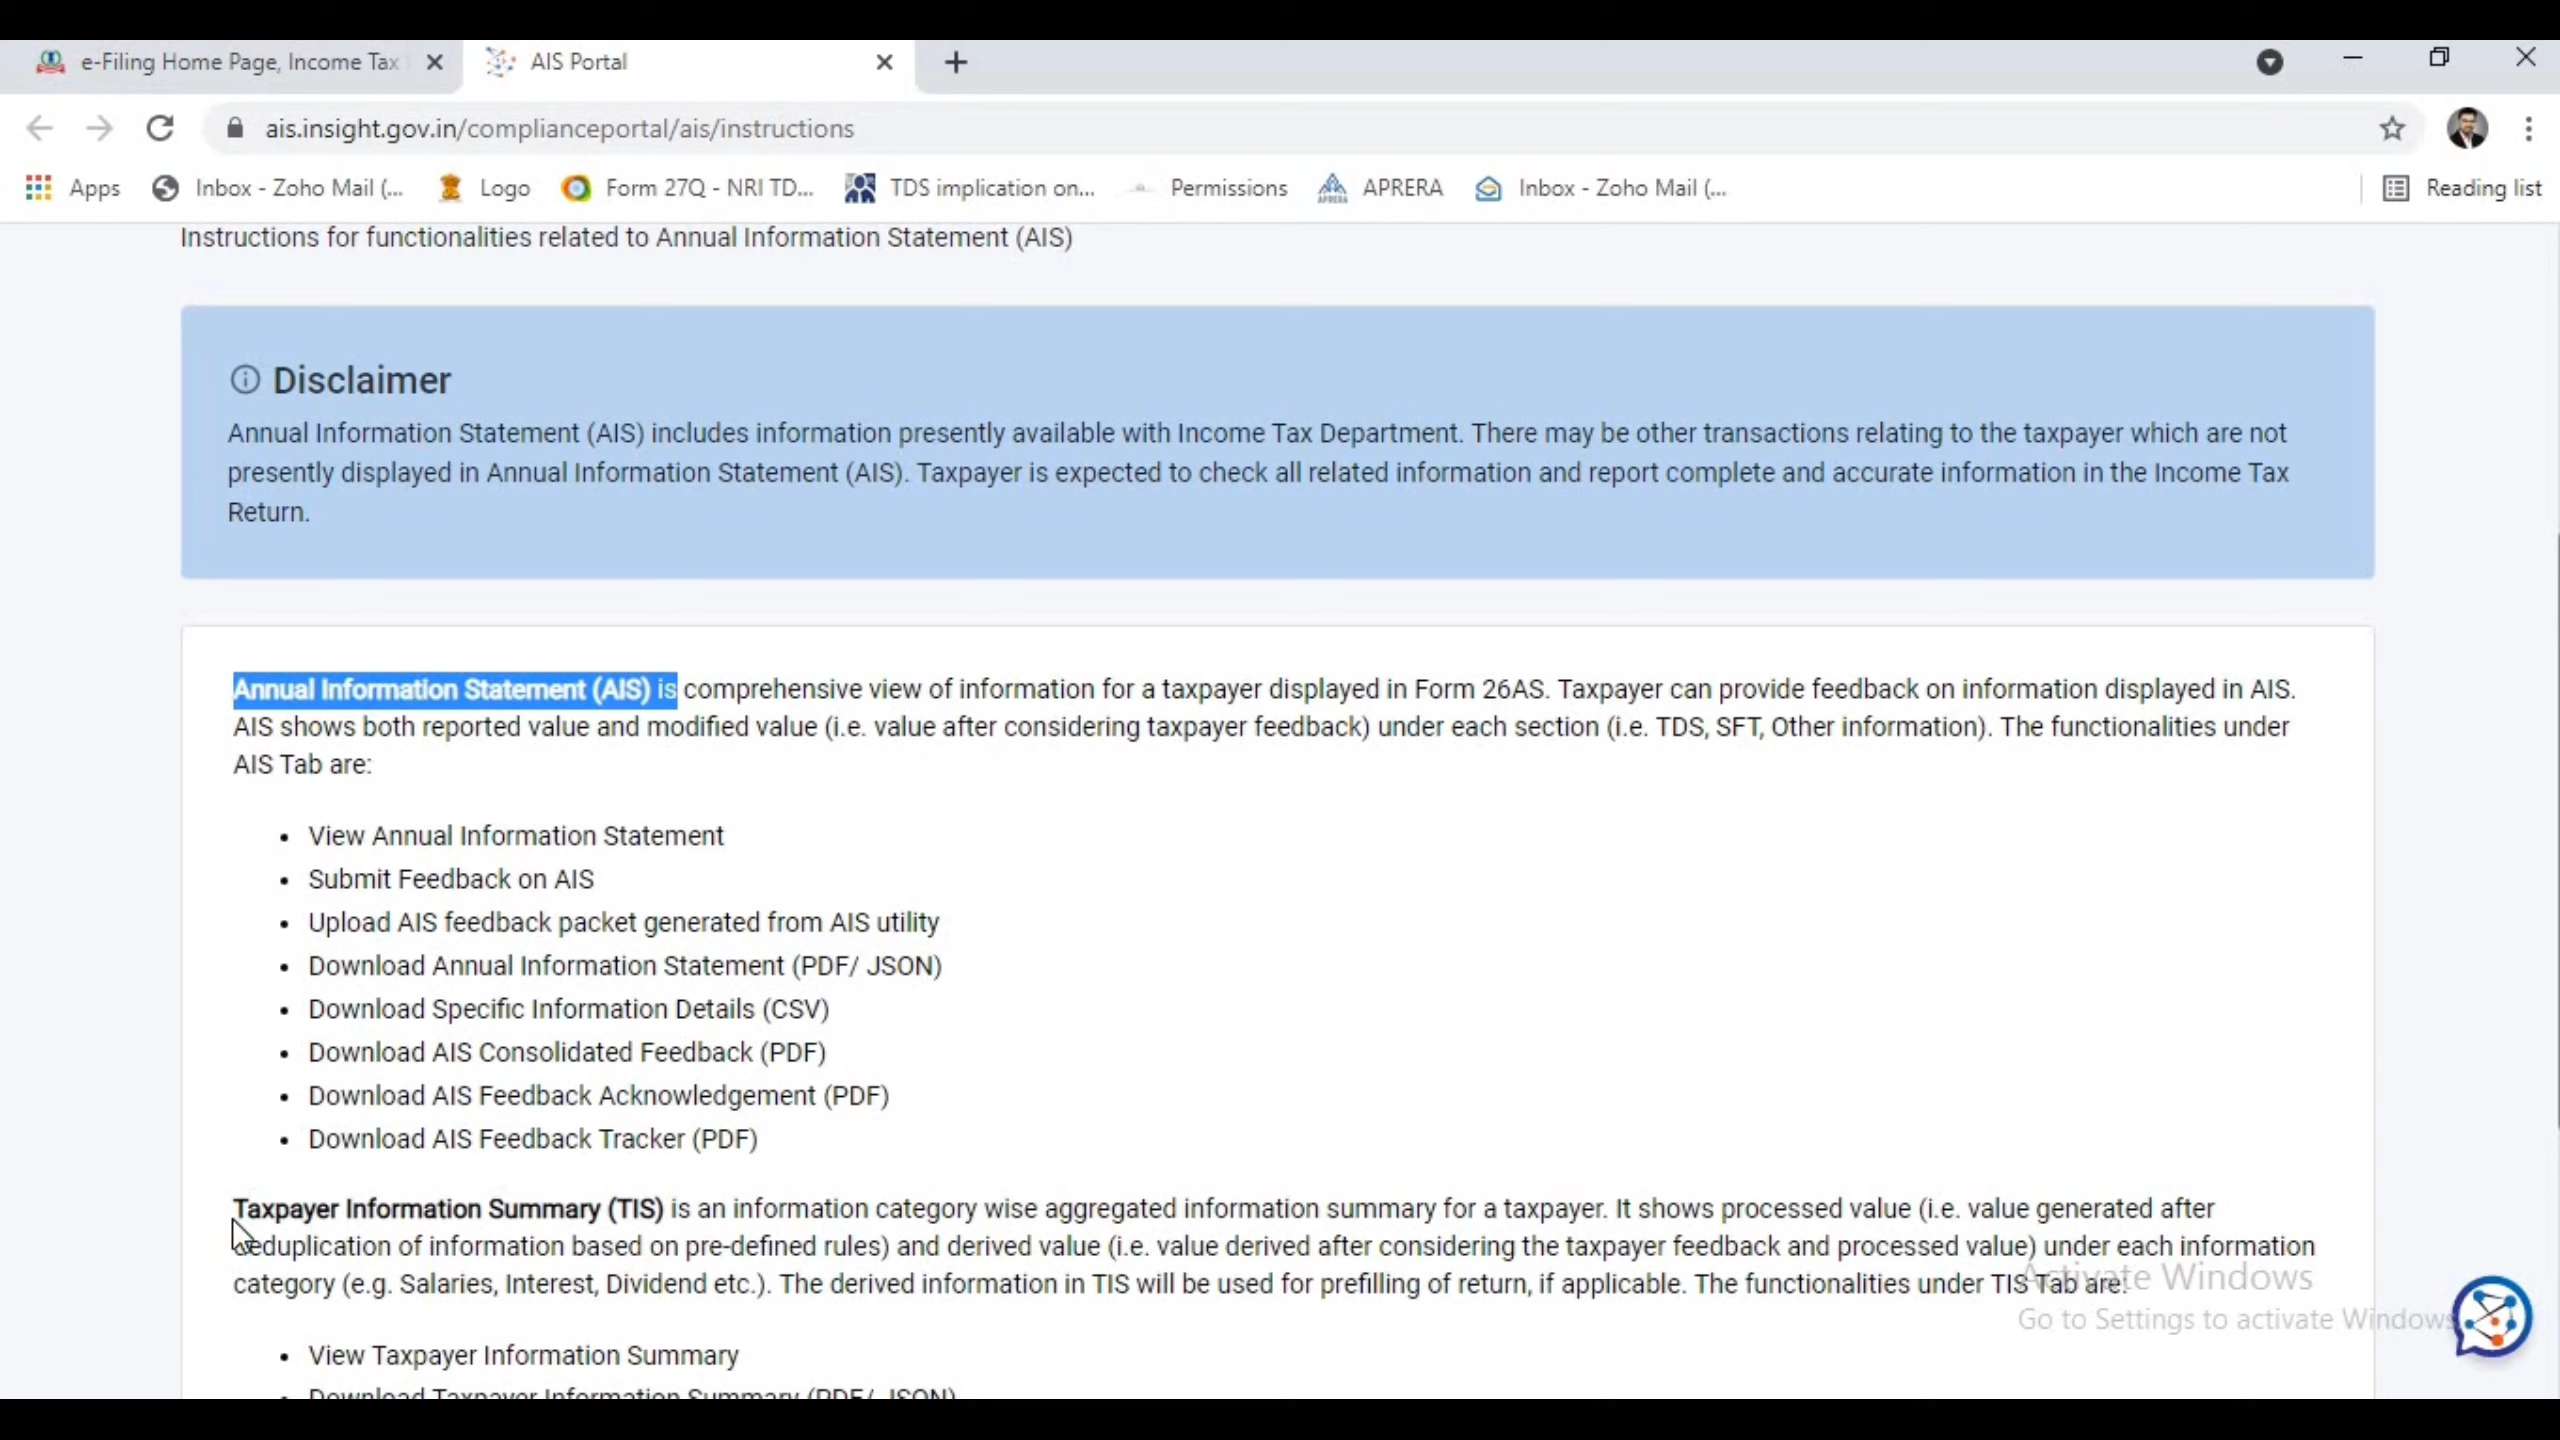 e-Filing Home Page, Income Tax
AIS Portal
ais.insight.gov.in/complianceportal/ais/instructions
Apps
Inbox - Zoho Mail (...
Logo
Form 27Q - NRI TD...
TDS implication on...
Permissions
APRERA
Inbox - Zoho Mail (...
Reading list
Instructions for functionalities related to Annual Information Statement (AIS)
Disclaimer
Annual Information Statement (AIS) includes information presently available with Income Tax Department. There may be other transactions relating to the taxpayer which are not
presently displayed in Annual Information Statement (AIS). Taxpayer is expected to check all related information and report complete and accurate information in the Income Tax
Return.
Annual Information Statement (AIS) is comprehensive view of information for a taxpayer displayed in Form 26AS. Taxpayer can provide feedback on information displayed in AIS.
AIS shows both reported value and modified value (i.e. value after considering taxpayer feedback) under each section (i.e. TDS, SFT, Other information). The functionalities under
AIS Tab are:
• View Annual Information Statement
• Submit Feedback on AIS
• Upload AIS feedback packet generated from AIS utility
• Download Annual Information Statement (PDF/ JSON)
• Download Specific Information Details (CSV)
• Download AIS Consolidated Feedback (PDF)
• Download AIS Feedback Acknowledgement (PDF)
• Download AIS Feedback Tracker (PDF)
Taxpayer Information Summary (TIS) is an information category wise aggregated information summary for a taxpayer. It shows processed value (i.e. value generated after
deduplication of information based on pre-defined rules) and derived value (i.e. value derived after considering the taxpayer feedback and processed value) under each information
category (e.g. Salaries, Interest, Dividend etc.). The derived information in TIS will be used for prefilling of return, if applicable. The functionalities under TIS Tab are:
Activate Windows
Go to Settings to activate Windows.
• View Taxpayer Information Summary
• Download Taxpayer Information Summary (PDF/ JSON)